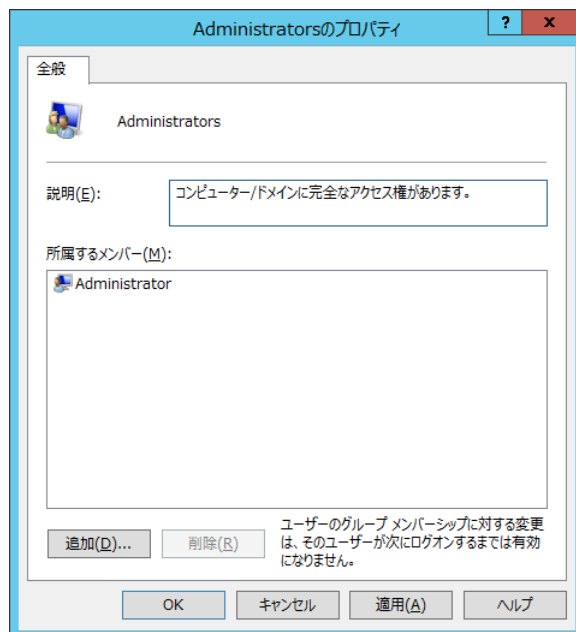 Administratorsのプロパティ
?
x
全般
Administrators
説明(E):
コンピューター/ドメインに完全なアクセス権があります。
所属するメンバー(M):
Administrator
追加(D)...
削除(R)
ユーザーのグループ メンバーシップに対する変更
は、そのユーザーが次にログオンするまでは有効
になりません。
OK
キャンセル
適用(A)
ヘルプ